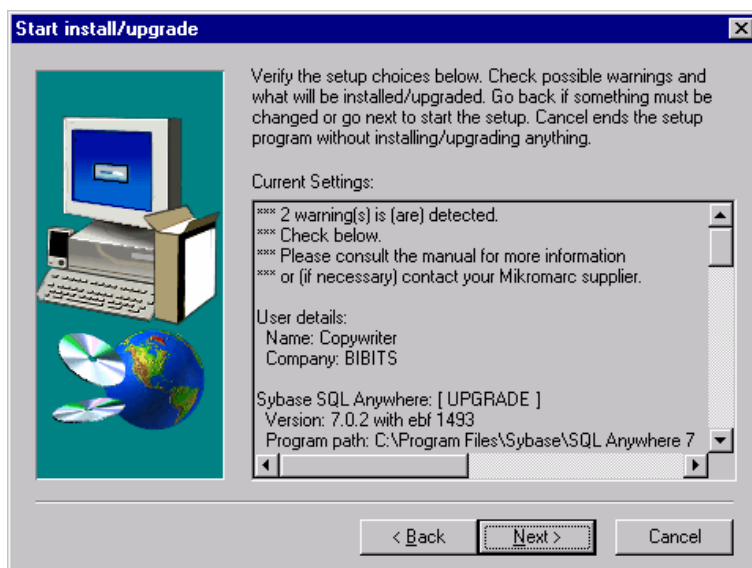 Start install/upgrade
Verify the setup choices below. Check possible warnings and
what will be installed/upgraded. Go back if something must be
changed or go next to start the setup. Cancel ends the setup
program without installing/upgrading anything.
Current Settings:
*** 2 warning(s) is (are) detected.
*** Check below.
*** Please consult the manual for more information
*** or (if necessary) contact your Mikromarc supplier.
User details:
Name: Copywriter
Company: BIBITS
Sybase SQL Anywhere: [ UPGRADE ]
Version: 7.0.2 with ebf 1493
Program path: C:\Program Files\Sybase\SQL Anywhere 7
< Back
Next >
Cancel